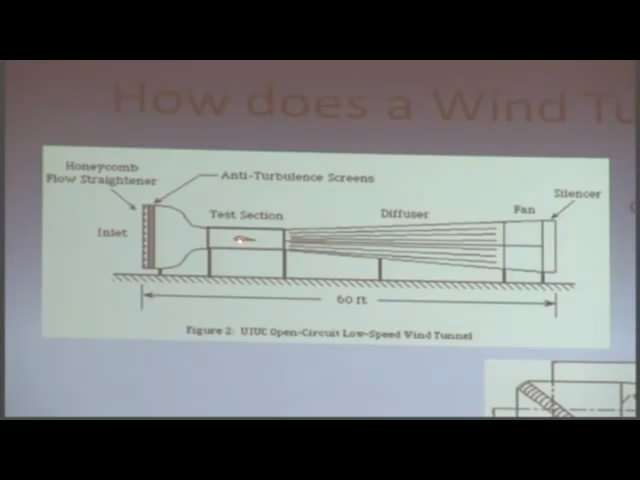 How does a Wind Tu
Honeycomb
Flow Straightener
Anti-Turbulence Screens
Silencer
Inlet
Test Section
Diffuser
Fan
60 ft
Figure 2: UIUC Open-Circuit Low-Speed Wind Tunnel